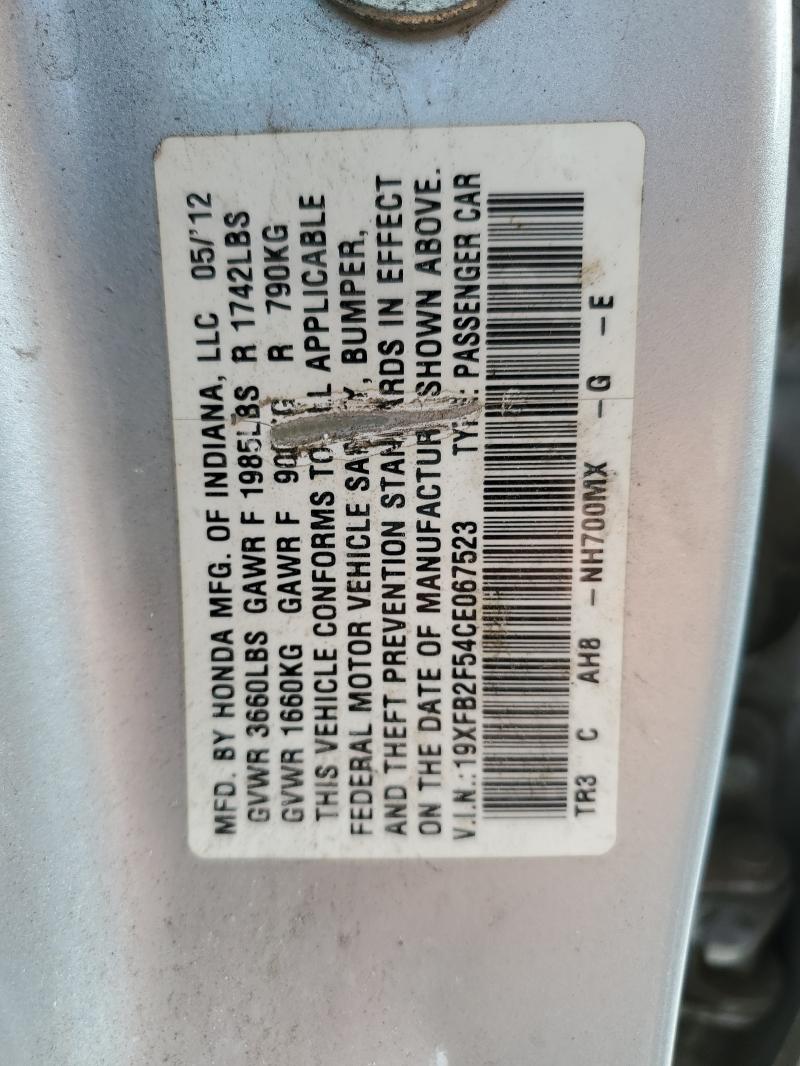 MFD. BY HONDA MFG. OF INDIANA, LLC 05/'12
GVWR 3660LBS GAWR F 1985LBS R 1742LBS
GVWR 1660KG GAWR F R 790KG
THIS VEHICLE CONFORMS TO APPLICABLE
FEDERAL MOTOR VEHICLE , BUMPER,
AND THEFT PREVENTION IN EFFECT
ON THE DATE OF SHOWN ABOVE.
V.I.N.: 19XFB2F54CE067523 : PASSENGER CAR
TR3 C AH8 -NH700MX -G -E